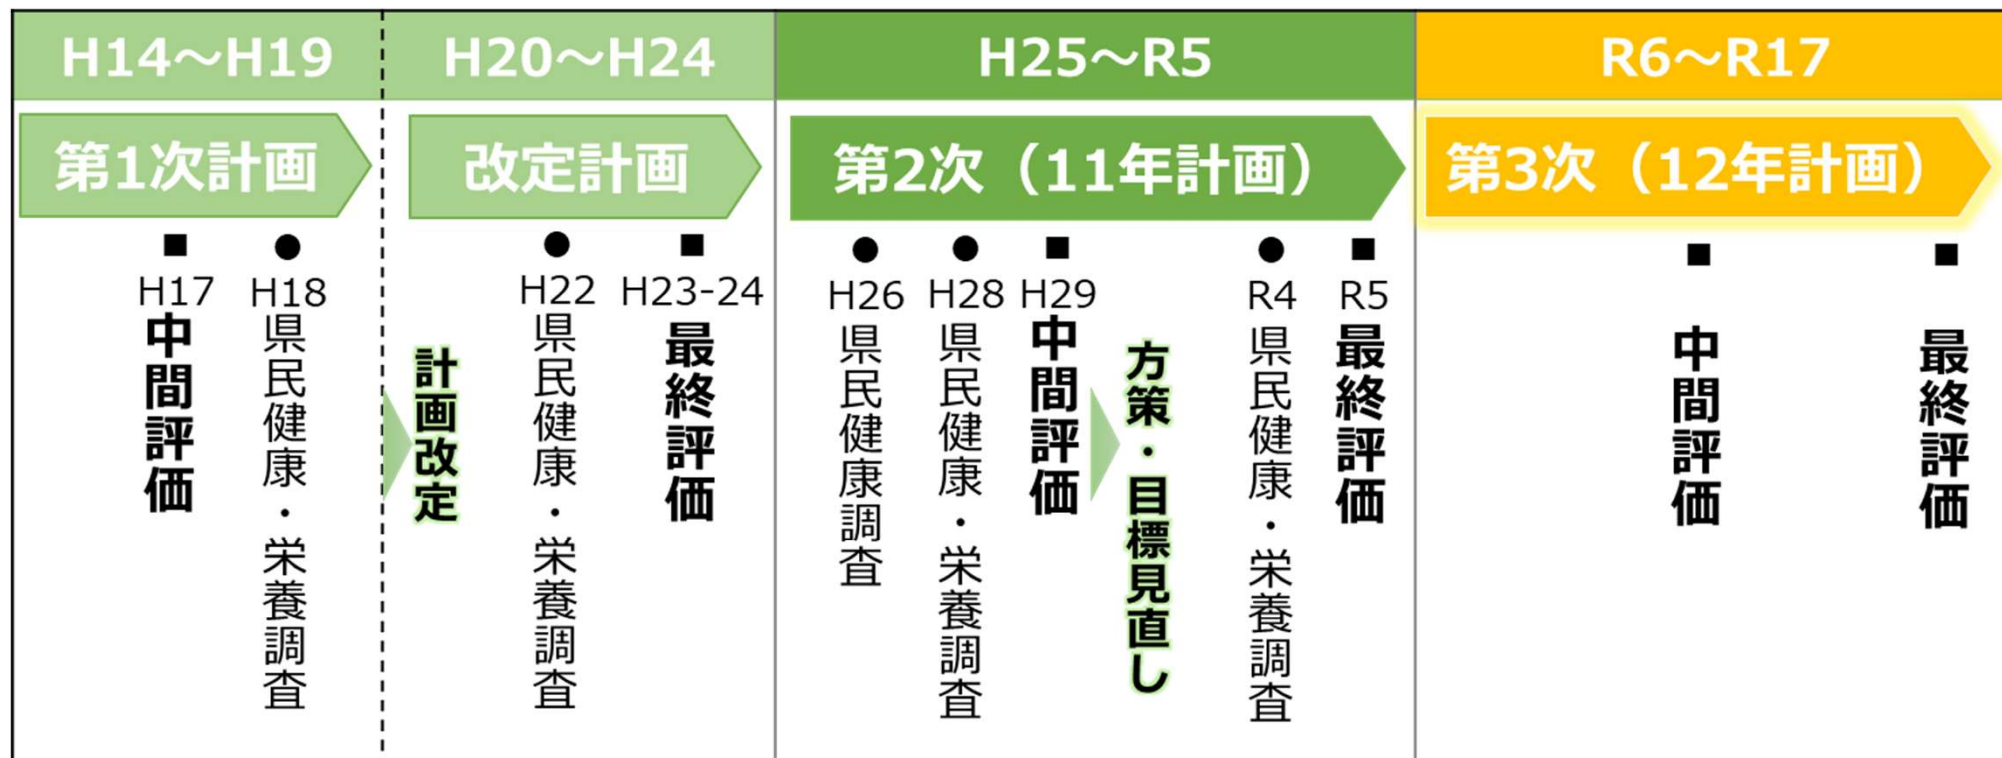 H14～H19
H20～H24
H25～R5
R6～R17
第1次計画
改定計画
第2次（11年計画）
第3次（12年計画）
■
H17
中間評価
●
H18
県民健康・栄養調査
計画改定
●
H22
県民健康・栄養調査
■
H23-24
最終評価
●
H26
県民健康調査
●
H28
県民健康・栄養調査
■
H29
中間評価
方策・目標見直し
●
R4
県民健康・栄養調査
■
R5
最終評価
■
中間評価
■
最終評価